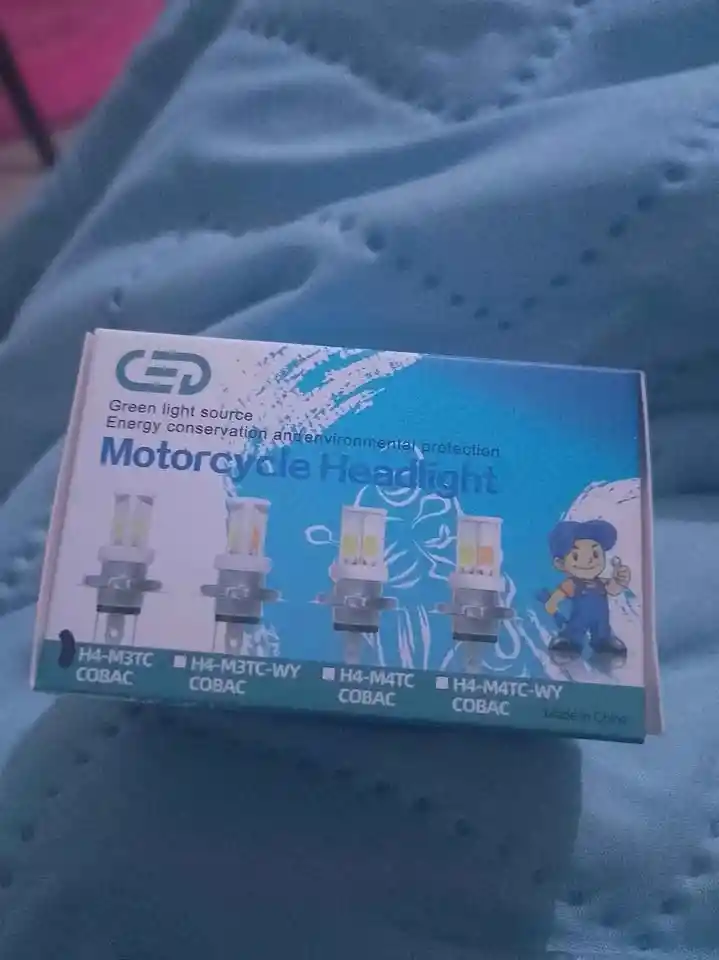 CED
Green light source
Energy conservation and environmental protection
Motorcycle Headlight
H4-M3TC
COBAC
H4-M3TC-WY
COBAC
H4-M4TC
COBAC
H4-M4TC-WY
COBAC
Made in China